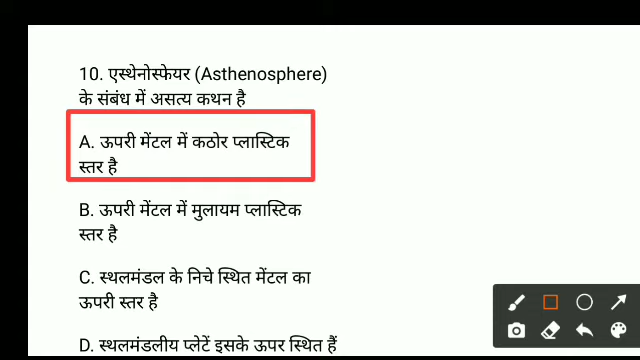 10. एस्थेनोस्फेयर (Asthenosphere)
के संबंध में असत्य कथन है
A. ऊपरी मेंटल में कठोर प्लास्टिक
स्तर है
B. ऊपरी मेंटल में मुलायम प्लास्टिक
स्तर है
C. स्थलमंडल के निचे स्थित मेंटल का
ऊपरी स्तर है
D. स्थलमंडलीय प्लेटें इसके ऊपर स्थित हैं